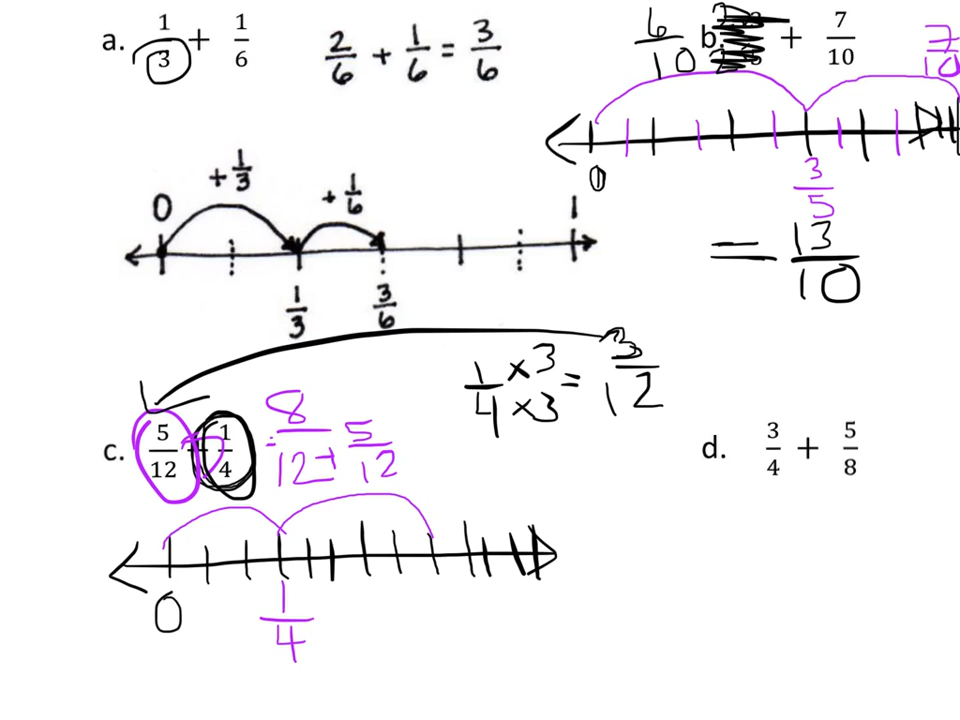 a. 1/3 + 1/6
2/6 + 1/6 = 3/6
6/10 b. + 7/10
7/10
0
3/5
= 13/10
+ 1/3
+ 1/6
0
1
1/3
3/6
1/4 × 3 × 3 = 3/12
c. 5/12 + 1/4
8/12 + 5/12
0
1/4
d. 3/4 + 5/8